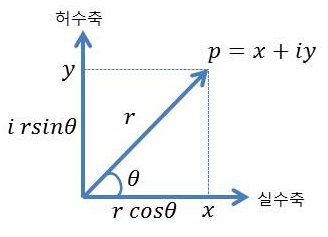 허수축
y
p = x + iy
r
i rsinθ
θ
실수축
r cosθ
x